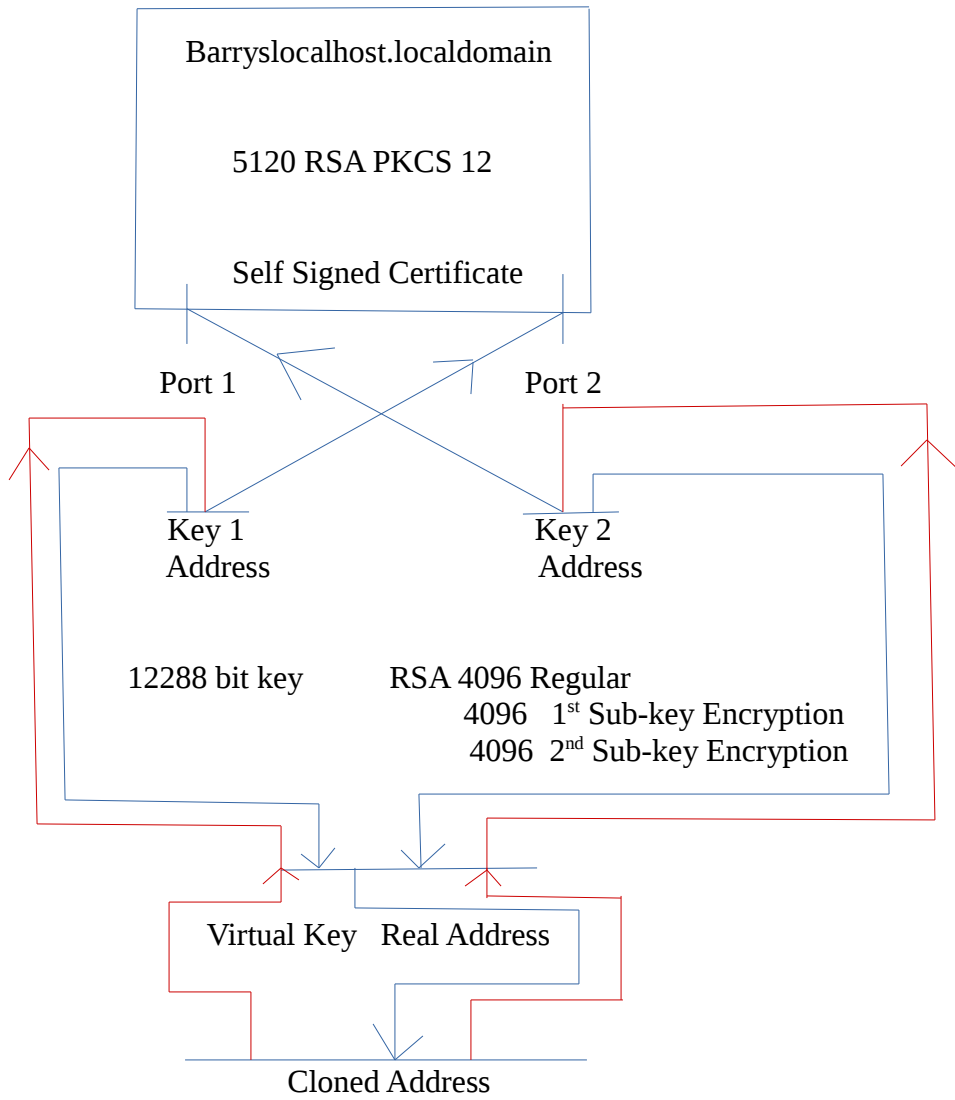 Barryslocalhost.localdomain
5120 RSA PKCS 12
Self Signed Certificate
Port 1 Port 2
Key 1 Key 2
Address Address
12288 bit key RSA 4096 Regular
4096 1st Sub-key Encryption
4096 2nd Sub-key Encryption
Virtual Key Real Address
Cloned Address